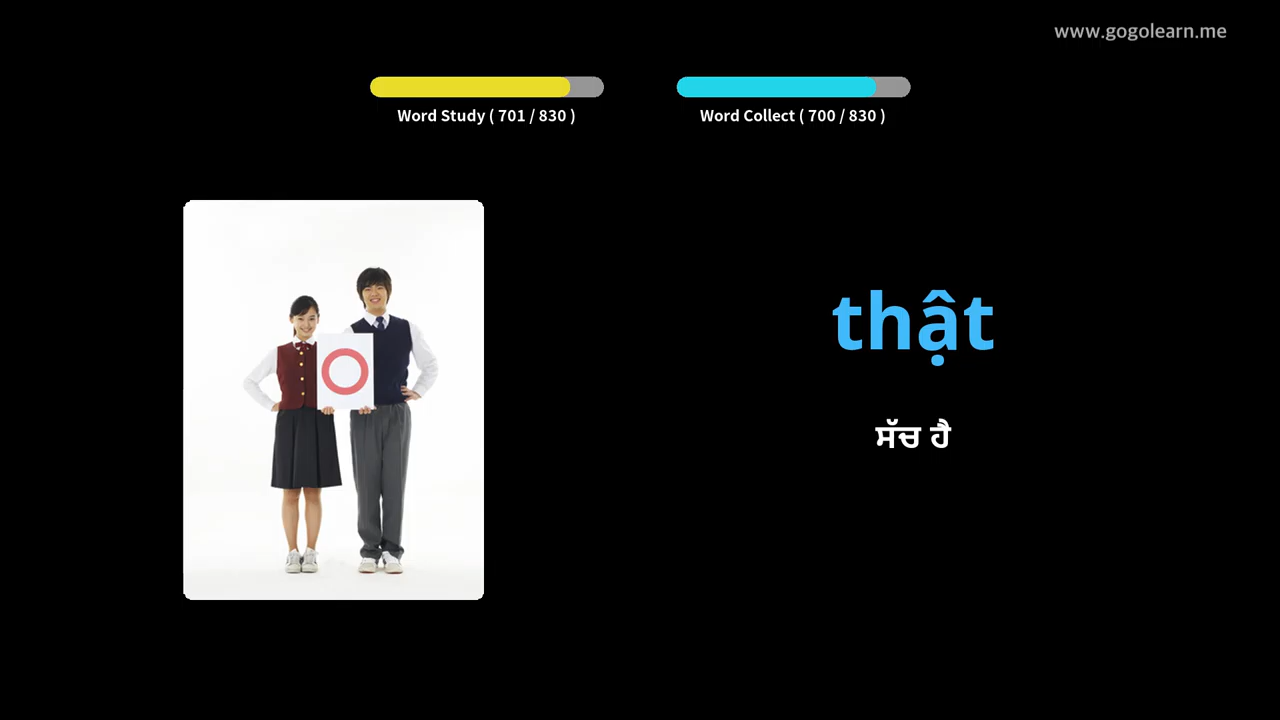 www.gogolearn.me
Word Study ( 701 / 830 )
Word Collect ( 700 / 830 )
thật
ਸੱਚ ਹੈ